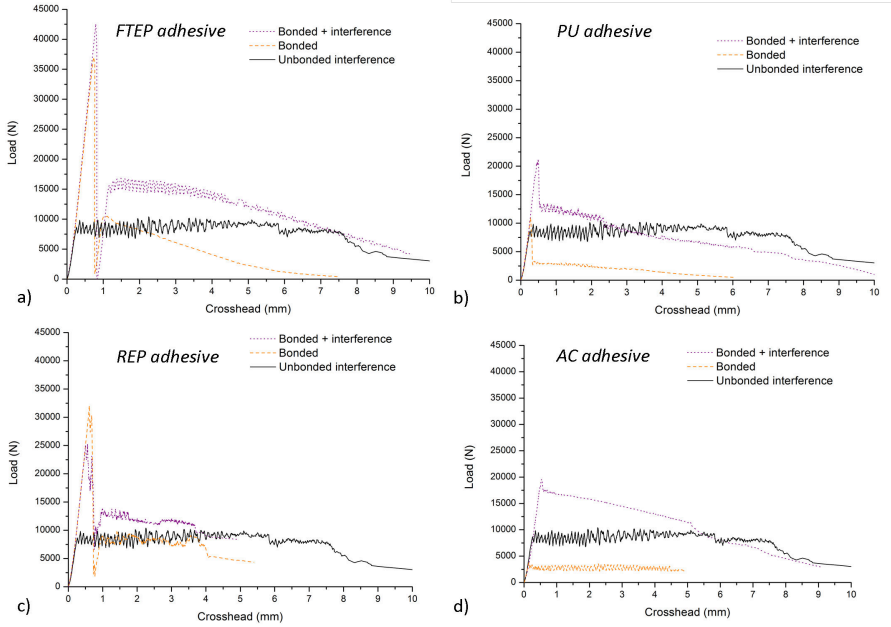 FTEP adhesive
Bonded + interference
Bonded
Unbonded interference
45000
40000
35000
30000
25000
20000
15000
10000
5000
0
Load (N)
0 1 2 3 4 5 6 7 8 9 10
Crosshead (mm)
a)
PU adhesive
Bonded + interference
Bonded
Unbonded interference
45000
40000
35000
30000
25000
20000
15000
10000
5000
0
Load (N)
0 1 2 3 4 5 6 7 8 9 10
Crosshead (mm)
b)
REP adhesive
Bonded + interference
Bonded
Unbonded interference
45000
40000
35000
30000
25000
20000
15000
10000
5000
0
Load (N)
0 1 2 3 4 5 6 7 8 9 10
Crosshead (mm)
c)
AC adhesive
Bonded + interference
Bonded
Unbonded interference
45000
40000
35000
30000
25000
20000
15000
10000
5000
0
Load (N)
0 1 2 3 4 5 6 7 8 9 10
Crosshead (mm)
d)